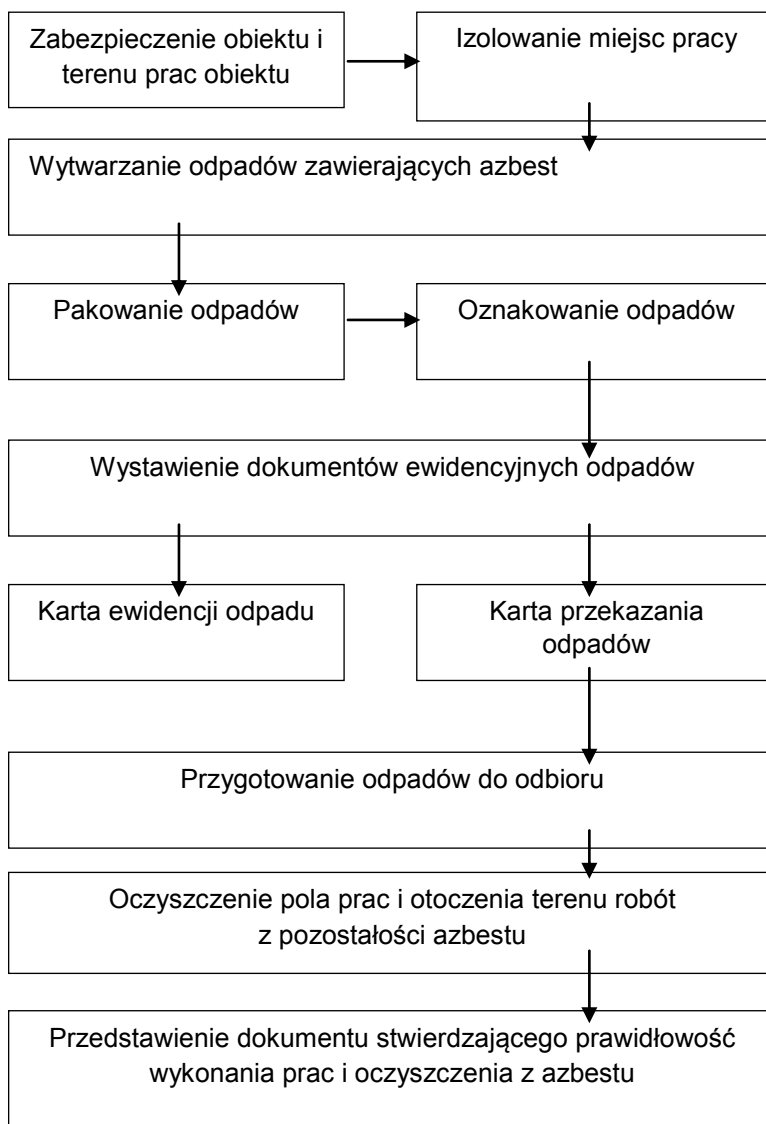 Zabezpieczenie obiektu i
terenu prac obiektu
Izolowanie miejsc pracy
Wytwarzanie odpadów zawierających azbest
Pakowanie odpadów
Oznakowanie odpadów
Wystawienie dokumentów ewidencyjnych odpadów
Karta ewidencji odpadu
Karta przekazania
odpadów
Przygotowanie odpadów do odbioru
Oczyszczenie pola prac i otoczenia terenu robót
z pozostałości azbestu
Przedstawienie dokumentu stwierdzającego prawidłowość
wykonania prac i oczyszczenia z azbestu